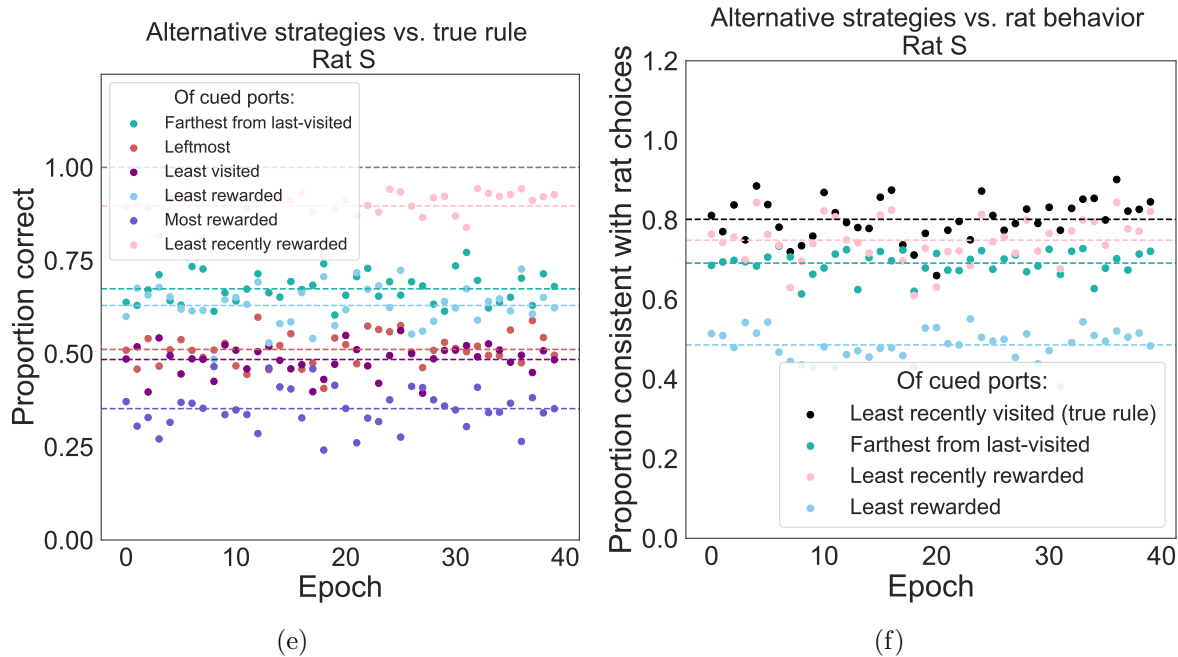 Alternative strategies vs. true rule
Rat S
Proportion correct
1.00
0.75
0.50
0.25
0.00
Of cued ports:
Farthest from last-visited
Leftmost
Least visited
Least rewarded
Most rewarded
Least recently rewarded
0 10 20 30 40
Epoch
(e)
Alternative strategies vs. rat behavior
Rat S
Proportion consistent with rat choices
1.2
1.0
0.8
0.6
0.4
0.2
0.0
Of cued ports:
Least recently visited (true rule)
Farthest from last-visited
Least recently rewarded
Least rewarded
0 10 20 30 40
Epoch
(f)